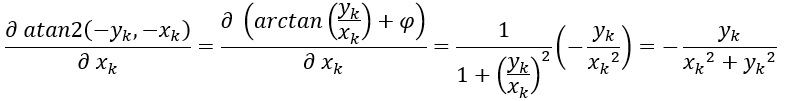 ∂ atan2(−y_k, −x_k) / ∂ x_k = ∂ (arctan(y_k / x_k) + φ) / ∂ x_k = 1 / (1 + (y_k / x_k)^2) (− y_k / x_k^2) = − y_k / (x_k^2 + y_k^2)